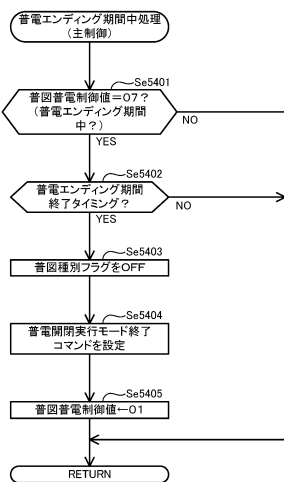 普電エンディング期間中処理
(主制御)
Se5401
普図普電制御値=07?
(普電エンディング期間
中?)
NO
YES
Se5402
普電エンディング期間
終了タイミング?
NO
YES
Se5403
普図種別フラグをOFF
Se5404
普電開閉実行モード終了
コマンドを設定
Se5405
普図普電制御値←01
RETURN